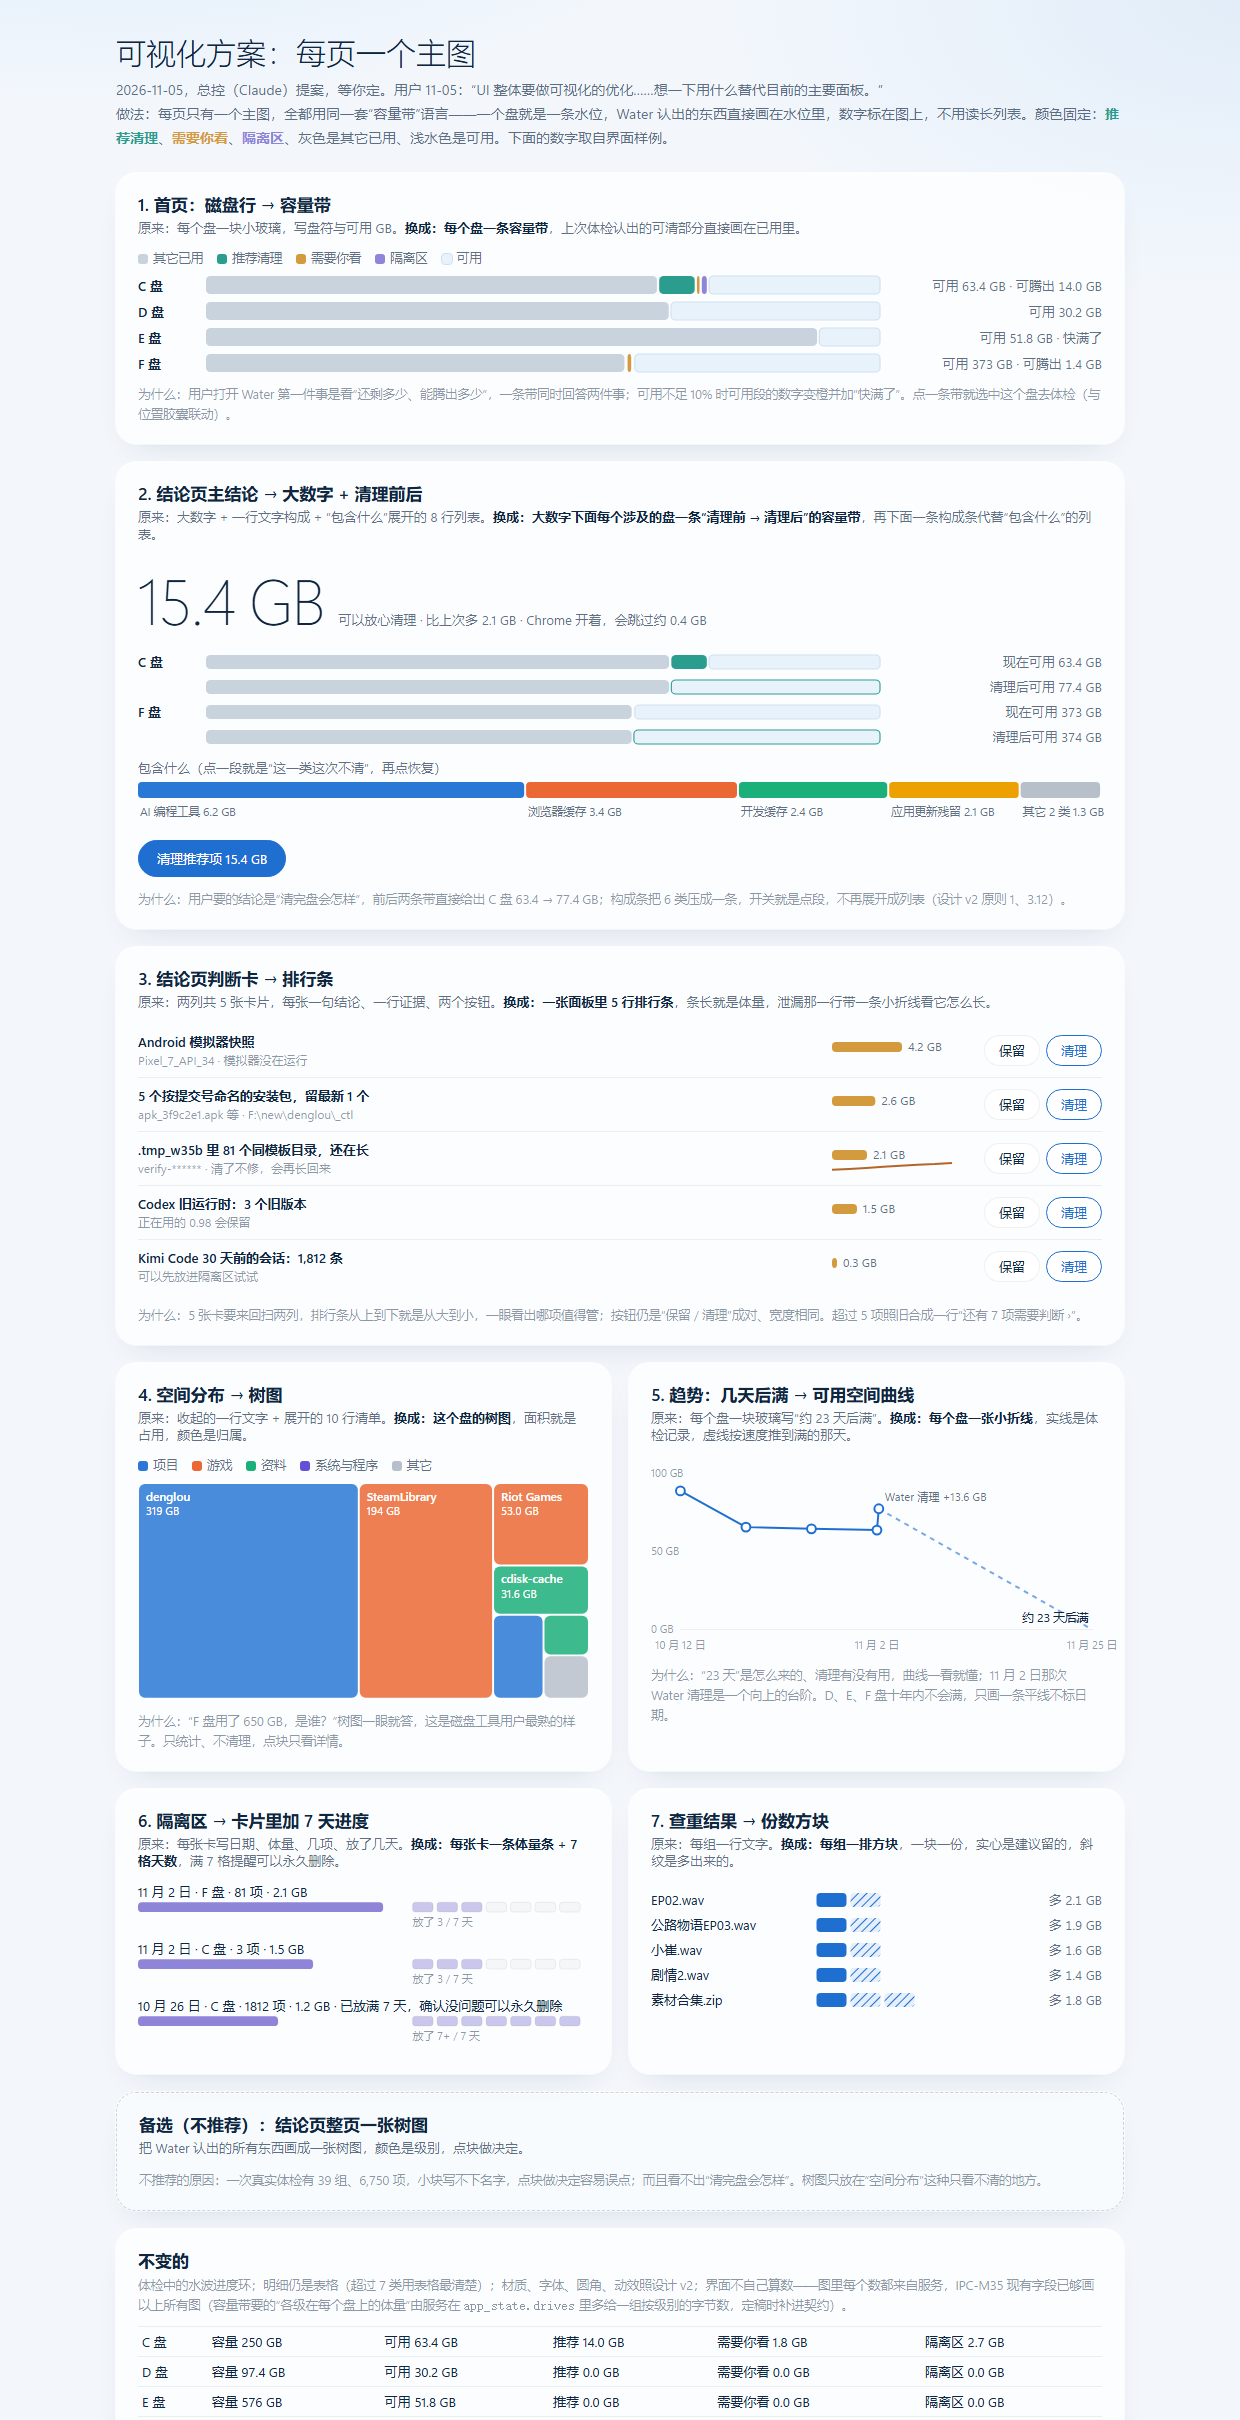 可视化方案：每页一个主图
2026-11-05，总控（Claude）提案，等你定。用户 11-05：“UI 整体要做可视化的优化……想一下用什么替代目前的主要面板。”
做法：每页只有一个主图，全都用同一套“容量带”语言——一个盘就是一条水位，Water 认出的东西直接画在水位里，数字标在图上，不用读长列表。颜色固定：推
荐清理、需要你看、隔离区、灰色是其它已用、浅水色是可用。下面的数字取自界面样例。
1. 首页：磁盘行 → 容量带
原来：每个盘一块小玻璃，写盘符与可用 GB。换成：每个盘一条容量带，上次体检认出的可清部分直接画在已用里。
其它已用 推荐清理 需要你看 隔离区 可用
C 盘 可用 63.4 GB · 可腾出 14.0 GB
D 盘 可用 30.2 GB
E 盘 可用 51.8 GB · 快满了
F 盘 可用 373 GB · 可腾出 1.4 GB
为什么：用户打开 Water 第一件事是看“还剩多少、能腾出多少”，一条带同时回答两件事；可用不足 10% 时可用段的数字变橙并加“快满了”。点一条带就选中这个盘去体检（与
位置胶囊联动）。
2. 结论页主结论 → 大数字 + 清理前后
原来：大数字 + 一行文字构成 + “包含什么”展开的 8 行列表。换成：大数字下面每个涉及的盘一条“清理前 → 清理后”的容量带，再下面一条构成条代替“包含什么”的列
表。
15.4 GB 可以放心清理 · 比上次多 2.1 GB · Chrome 开着，会跳过约 0.4 GB
C 盘 现在可用 63.4 GB
清理后可用 77.4 GB
F 盘 现在可用 373 GB
清理后可用 374 GB
包含什么（点一段就是“这一类这次不清”，再点恢复）
AI 编程工具 6.2 GB 浏览器缓存 3.4 GB 开发缓存 2.4 GB 应用更新残留 2.1 GB 其它 2 类 1.3 GB
清理推荐项 15.4 GB
为什么：用户要的结论是“清完盘会怎样”，前后两条带直接给出 C 盘 63.4 → 77.4 GB；构成条把 6 类压成一条，开关就是点段，不再展开成列表（设计 v2 原则 1、3.12）。
3. 结论页判断卡 → 排行条
原来：两列共 5 张卡片，每张一句结论、一行证据、两个按钮。换成：一张面板里 5 行排行条，条长就是体量，泄漏那一行带一条小折线看它怎么长。
Android 模拟器快照
Pixel_7_API_34 · 模拟器没在运行
4.2 GB 保留 清理
5 个按提交号命名的安装包，留最新 1 个
apk_3f9c2e1.apk 等 · F:\new\denglou\_ctl
2.6 GB 保留 清理
.tmp_w35b 里 81 个同模板目录，还在长
verify-****** · 清了不修，会再长回来
2.1 GB 保留 清理
Codex 旧运行时：3 个旧版本
正在用的 0.98 会保留
1.5 GB 保留 清理
Kimi Code 30 天前的会话：1,812 条
可以先放进隔离区试试
0.3 GB 保留 清理
为什么：5 张卡要来回扫两列，排行条从上到下就是从大到小，一眼看出哪项值得管；按钮仍是“保留 / 清理”成对、宽度相同。超过 5 项照旧合成一行“还有 7 项需要判断 ›”。
4. 空间分布 → 树图
原来：收起的一行文字 + 展开的 10 行清单。换成：这个盘的树图，面积就是
占用，颜色是归属。
项目 游戏 资料 系统与程序 其它
denglou
319 GB
SteamLibrary
194 GB
Riot Games
53.0 GB
cdisk-cache
31.6 GB
为什么：“F 盘用了 650 GB，是谁？”树图一眼就答，这是磁盘工具用户最熟的样
子。只统计、不清理，点块只看详情。
5. 趋势：几天后满 → 可用空间曲线
原来：每个盘一块玻璃写“约 23 天后满”。换成：每个盘一张小折线，实线是体
检记录，虚线按速度推到满的那天。
100 GB
Water 清理 +13.6 GB
50 GB
约 23 天后满
0 GB
10 月 12 日 11 月 2 日 11 月 25 日
为什么：“23 天”是怎么来的、清理有没有用，曲线一看就懂；11 月 2 日那次
Water 清理是一个向上的台阶。D、E、F 盘十年内不会满，只画一条平线不标日
期。
6. 隔离区 → 卡片里加 7 天进度
原来：每张卡写日期、体量、几项、放了几天。换成：每张卡一条体量条 + 7
格天数，满 7 格提醒可以永久删除。
11 月 2 日 · F 盘 · 81 项 · 2.1 GB
放了 3 / 7 天
11 月 2 日 · C 盘 · 3 项 · 1.5 GB
放了 3 / 7 天
10 月 26 日 · C 盘 · 1812 项 · 1.2 GB · 已放满 7 天，确认没问题可以永久删除
放了 7+ / 7 天
7. 查重结果 → 份数方块
原来：每组一行文字。换成：每组一排方块，一块一份，实心是建议留的，斜
纹是多出来的。
EP02.wav 多 2.1 GB
公路物语EP03.wav 多 1.9 GB
小崔.wav 多 1.6 GB
剧情2.wav 多 1.4 GB
素材合集.zip 多 1.8 GB
备选（不推荐）：结论页整页一张树图
把 Water 认出的所有东西画成一张树图，颜色是级别，点块做决定。
不推荐的原因：一次真实体检有 39 组、6,750 项，小块写不下名字，点块做决定容易误点；而且看不出“清完盘会怎样”。树图只放在“空间分布”这种只看不清的地方。
不变的
体检中的水波进度环；明细仍是表格（超过 7 类用表格最清楚）；材质、字体、圆角、动效照设计 v2；界面不自己算数——图里每个数都来自服务，IPC-M35 现有字段已够画
以上所有图（容量带要的“各级在每个盘上的体量”由服务在 app_state.drives 里多给一组按级别的字节数，定稿时补进契约）。
C 盘 容量 250 GB 可用 63.4 GB 推荐 14.0 GB 需要你看 1.8 GB 隔离区 2.7 GB
D 盘 容量 97.4 GB 可用 30.2 GB 推荐 0.0 GB 需要你看 0.0 GB 隔离区 0.0 GB
E 盘 容量 576 GB 可用 51.8 GB 推荐 0.0 GB 需要你看 0.0 GB 隔离区 0.0 GB